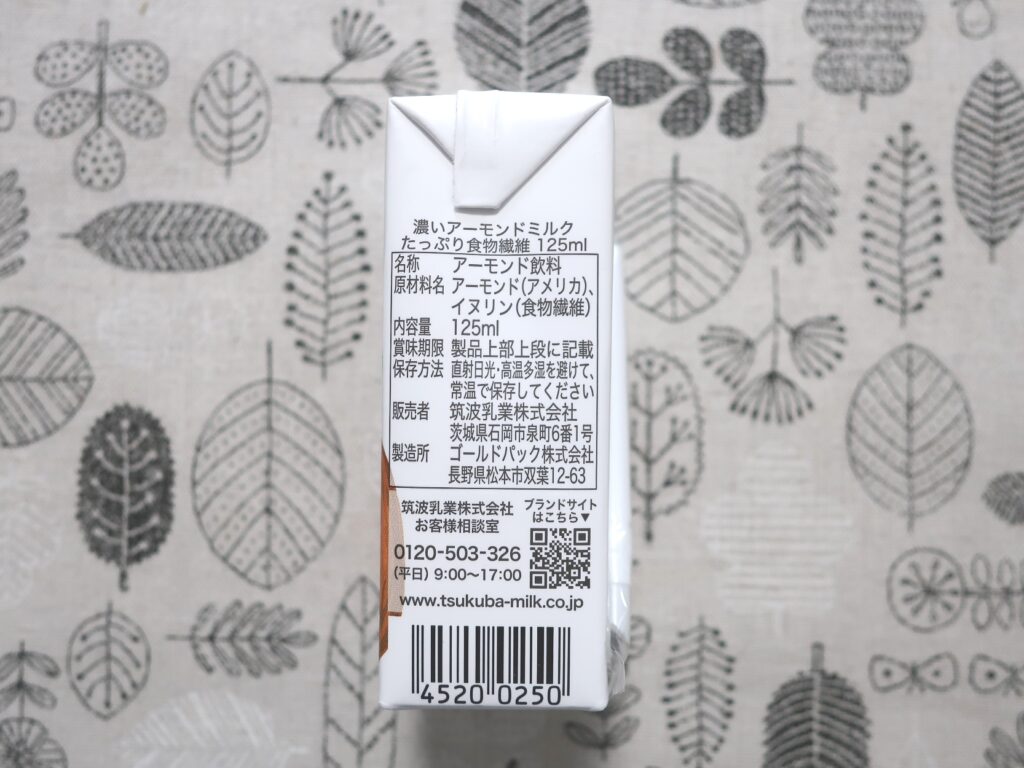 濃いアーモンドミルク
たっぷり食物繊維 125ml
名称 アーモンド飲料
原材料名 アーモンド(アメリカ)、
イヌリン(食物繊維)
内容量 125ml
賞味期限 製品上部上段に記載
保存方法 直射日光・高温多湿を避けて、
常温で保存してください
販売者 筑波乳業株式会社
茨城県石岡市泉町6番1号
製造所 ゴールドパック株式会社
長野県松本市双葉12-63
筑波乳業株式会社
お客様相談室
0120-503-326
(平日) 9:00〜17:00
ブランドサイト
はこちら▼
www.tsukuba-milk.co.jp
4520 0250